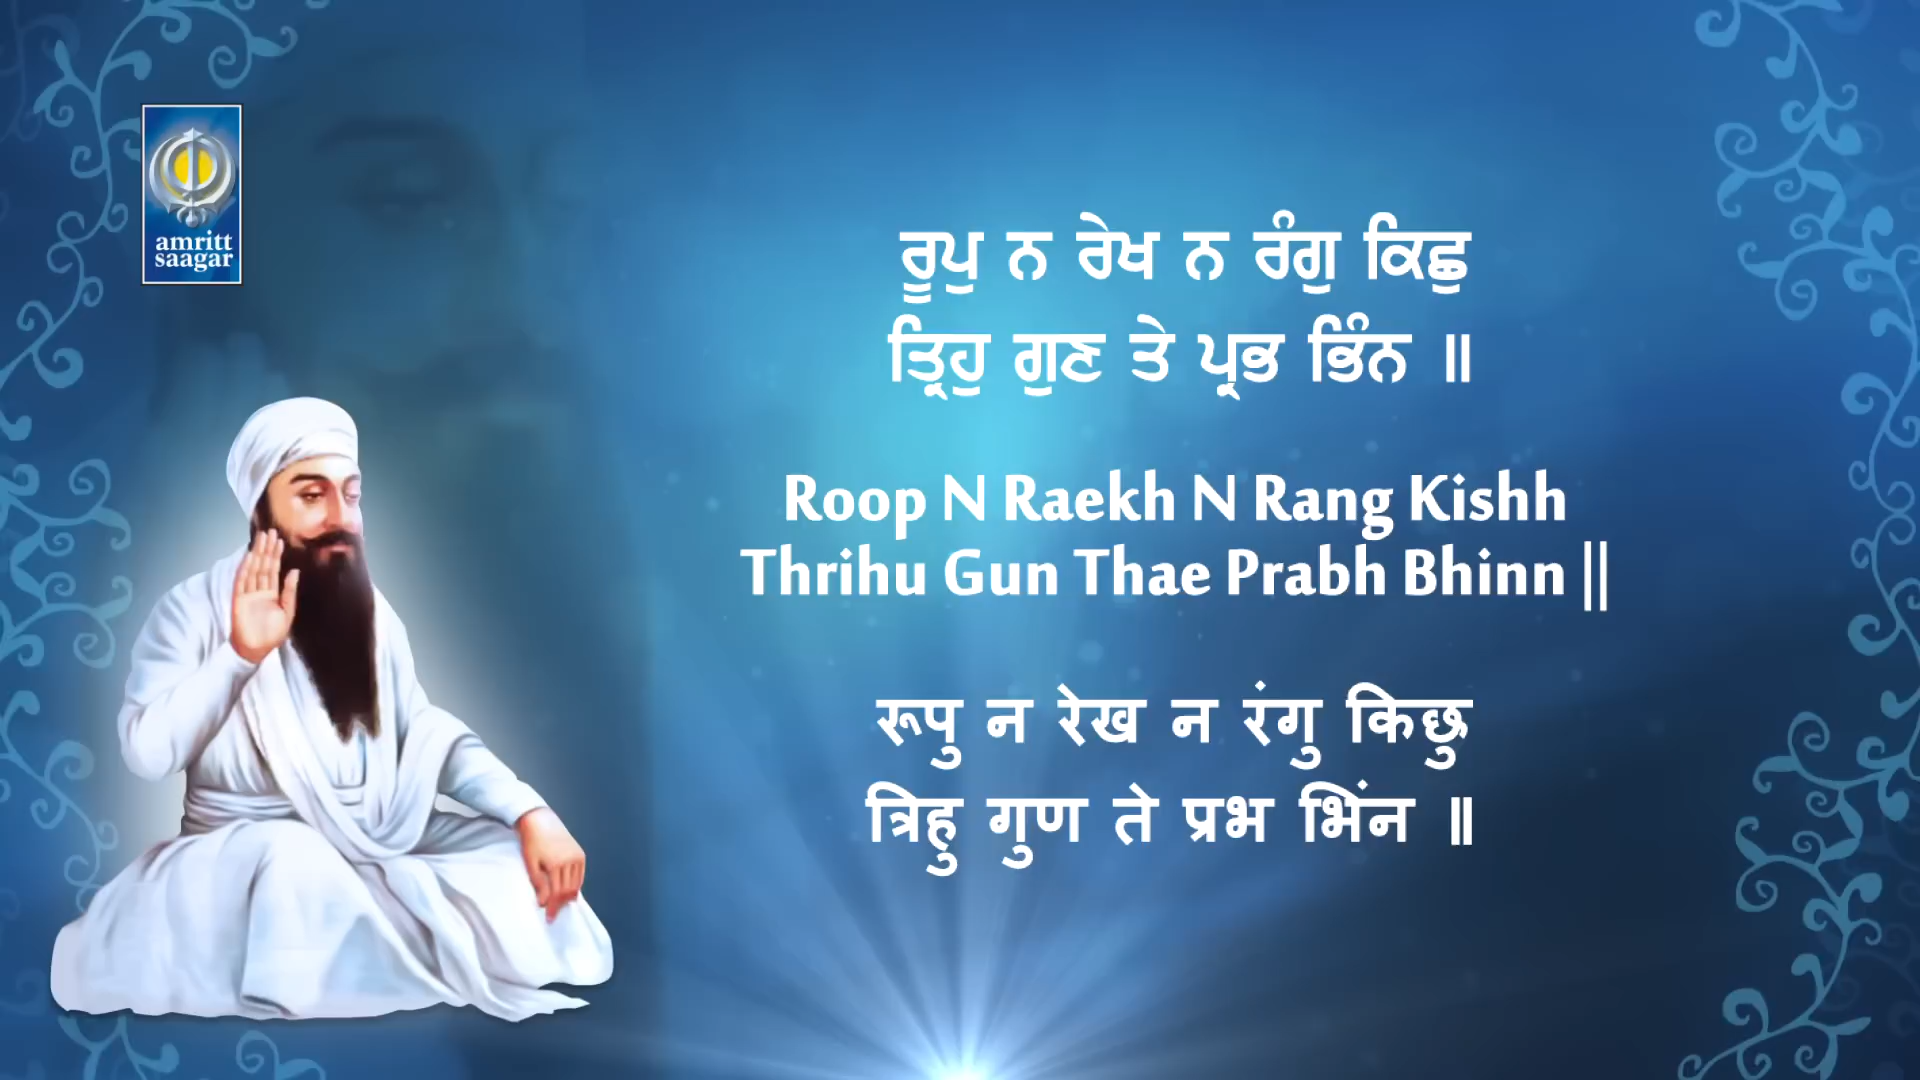 amritt
saagar
ਰੂਪੁ ਨ ਰੇਖ ਨ ਰੰਗੁ ਕਿਛੁ
ਤ੍ਰਿਹੁ ਗੁਣ ਤੇ ਪ੍ਰਭ ਭਿੰਨ ॥
Roop N Raekh N Rang Kishh
Thrihu Gun Thae Prabh Bhinn ||
रूपु न रेख न रंगु किछु
त्रिहु गुण ते प्रभ भिंन ॥